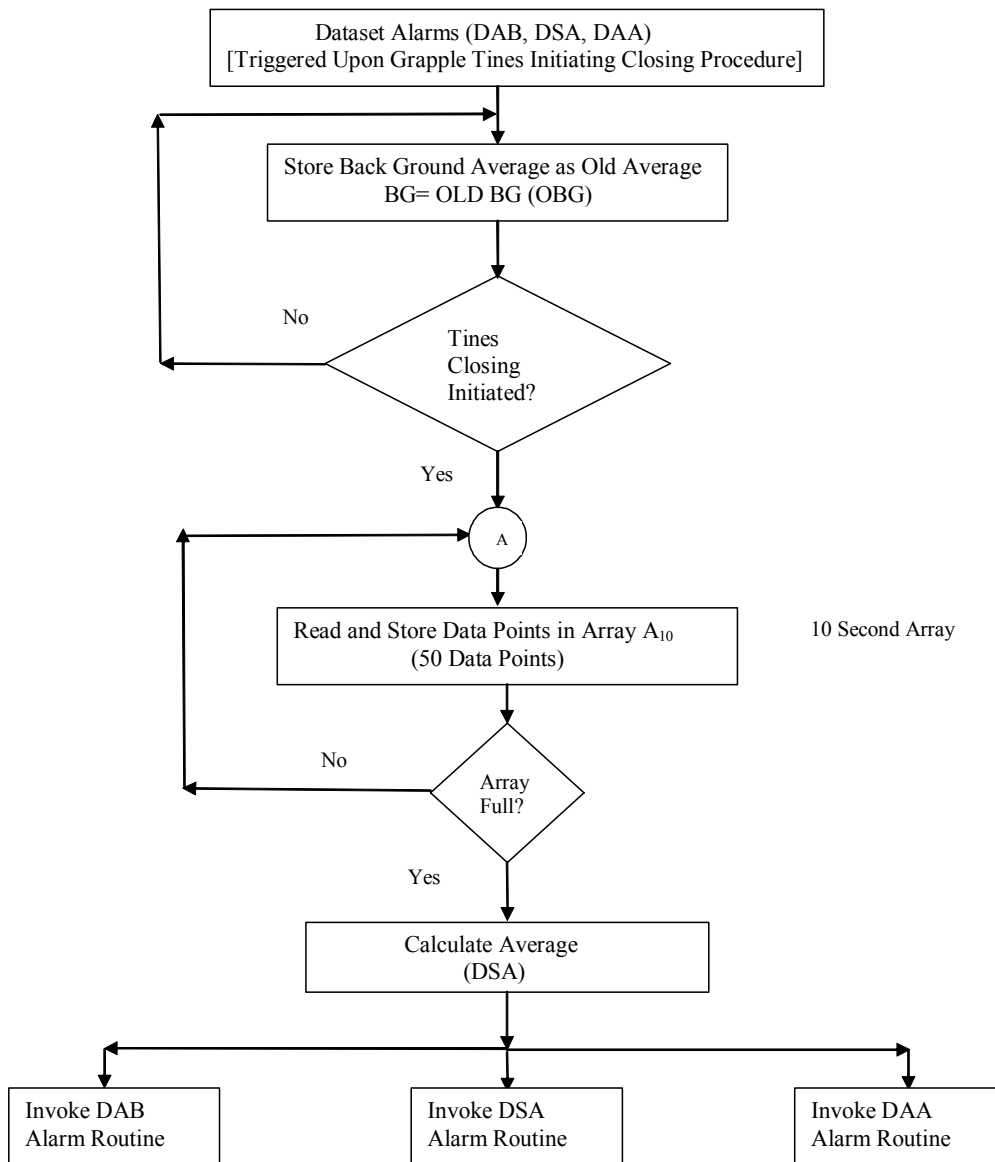 Dataset Alarms (DAB, DSA, DAA)
[Triggered Upon Grapple Tines Initiating Closing Procedure]
Store Back Ground Average as Old Average
BG= OLD BG (OBG)
No
Tines
Closing
Initiated?
Yes
A
Read and Store Data Points in Array A₁₀
(50 Data Points)
10 Second Array
No
Array
Full?
Yes
Calculate Average
(DSA)
Invoke DAB
Alarm Routine
Invoke DSA
Alarm Routine
Invoke DAA
Alarm Routine